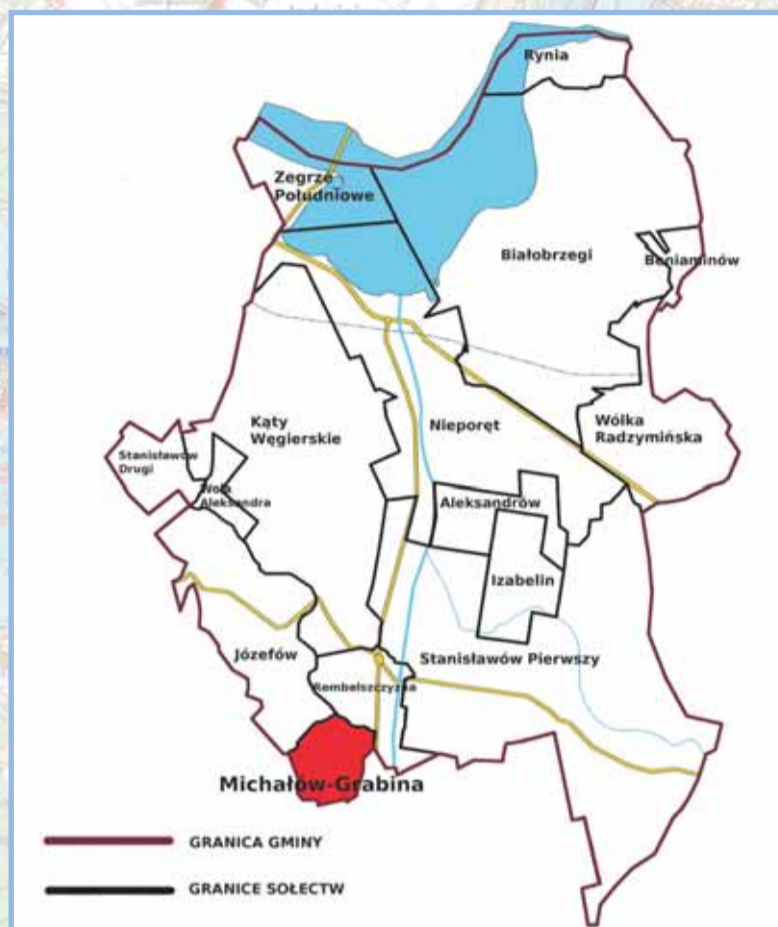 Rynia
Zegrze
Południowe
Białobrzegi
Beniaminów
Kąty
Węgierskie
Nieporęt
Wólka
Radzymińska
Stanisławów
Drugi
Wola
Aleksandra
Aleksandrów
Izabelin
Józefów
Stanisławów Pierwszy
Rembelszczyzna
Michałów-Grabina
GRANICA GMINY
GRANICE SOŁECTW